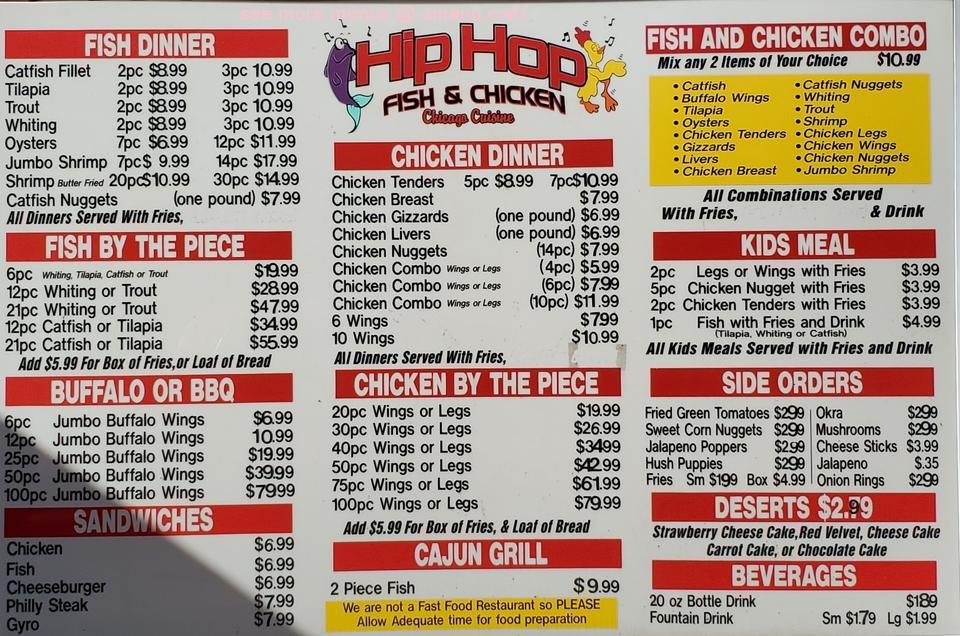 see more menus @ sinbis.com
FISH DINNER
Catfish Fillet 2pc $8.99 3pc 10.99
Tilapia 2pc $8.99 3pc 10.99
Trout 2pc $8.99 3pc 10.99
Whiting 2pc $8.99 3pc 10.99
Oysters 7pc $6.99 12pc $11.99
Jumbo Shrimp 7pc$ 9.99 14pc $17.99
Shrimp Butter Fried 20pc$10.99 30pc $14.99
Catfish Nuggets (one pound) $7.99
All Dinners Served With Fries,
FISH BY THE PIECE
6pc Whiting, Tilapia, Catfish or Trout $19.99
12pc Whiting or Trout $28.99
21pc Whiting or Trout $47.99
12pc Catfish or Tilapia $34.99
21pc Catfish or Tilapia $55.99
Add $5.99 For Box of Fries,or Loaf of Bread
BUFFALO OR BBQ
6pc Jumbo Buffalo Wings $6.99
12pc Jumbo Buffalo Wings 10.99
25pc Jumbo Buffalo Wings $19.99
50pc Jumbo Buffalo Wings $39.99
100pc Jumbo Buffalo Wings $79.99
SANDWICHES
Chicken $6.99
Fish $6.99
Cheeseburger $6.99
Philly Steak $7.99
Gyro $7.99
Hip Hop
FISH & CHICKEN
Chicago Cuisine
CHICKEN DINNER
Chicken Tenders 5pc $8.99 7pc$10.99
Chicken Breast $7.99
Chicken Gizzards (one pound) $6.99
Chicken Livers (one pound) $6.99
Chicken Nuggets (14pc) $7.99
Chicken Combo Wings or Legs (4pc) $5.99
Chicken Combo Wings or Legs (6pc) $7.99
Chicken Combo Wings or Legs (10pc) $11.99
6 Wings $7.99
10 Wings $10.99
All Dinners Served With Fries,
CHICKEN BY THE PIECE
20pc Wings or Legs $19.99
30pc Wings or Legs $26.99
40pc Wings or Legs $34.99
50pc Wings or Legs $42.99
75pc Wings or Legs $61.99
100pc Wings or Legs $79.99
Add $5.99 For Box of Fries, & Loaf of Bread
CAJUN GRILL
2 Piece Fish $9.99
We are not a Fast Food Restaurant so PLEASE
Allow Adequate time for food preparation
FISH AND CHICKEN COMBO
Mix any 2 Items of Your Choice $10.99
• Catfish • Catfish Nuggets
• Buffalo Wings • Whiting
• Tilapia • Trout
• Oysters • Shrimp
• Chicken Tenders • Chicken Legs
• Gizzards • Chicken Wings
• Livers • Chicken Nuggets
• Chicken Breast • Jumbo Shrimp
All Combinations Served
With Fries, & Drink
KIDS MEAL
2pc Legs or Wings with Fries $3.99
5pc Chicken Nugget with Fries $3.99
2pc Chicken Tenders with Fries $3.99
1pc Fish with Fries and Drink $4.99
(Tilapia, Whiting or Catfish)
All Kids Meals Served with Fries and Drink
SIDE ORDERS
Fried Green Tomatoes $2.99 Okra $2.99
Sweet Corn Nuggets $2.99 Mushrooms $2.99
Jalapeno Poppers $2.99 Cheese Sticks $3.99
Hush Puppies $2.99 Jalapeno $.35
Fries Sm $1.99 Box $4.99 Onion Rings $2.99
DESERTS $2.99
Strawberry Cheese Cake,Red Velvet, Cheese Cake
Carrot Cake, or Chocolate Cake
BEVERAGES
20 oz Bottle Drink $1.89
Fountain Drink Sm $1.79 Lg $1.99